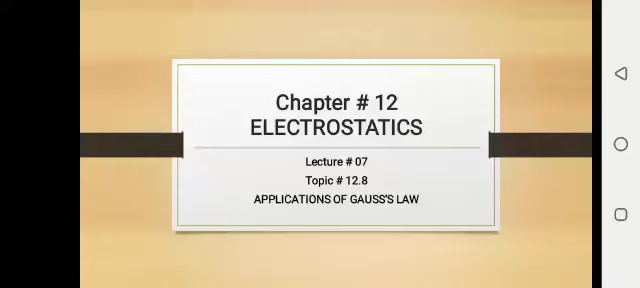 Chapter # 12
ELECTROSTATICS
Lecture # 07
Topic # 12.8
APPLICATIONS OF GAUSS'S LAW